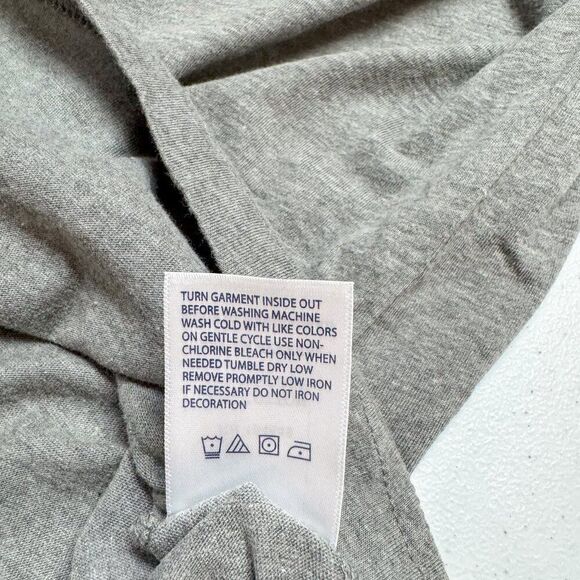 TURN GARMENT INSIDE OUT
BEFORE WASHING MACHINE
WASH COLD WITH LIKE COLORS
ON GENTLE CYCLE USE NON-
CHLORINE BLEACH ONLY WHEN
NEEDED TUMBLE DRY LOW
REMOVE PROMPTLY LOW IRON
IF NECESSARY DO NOT IRON
DECORATION